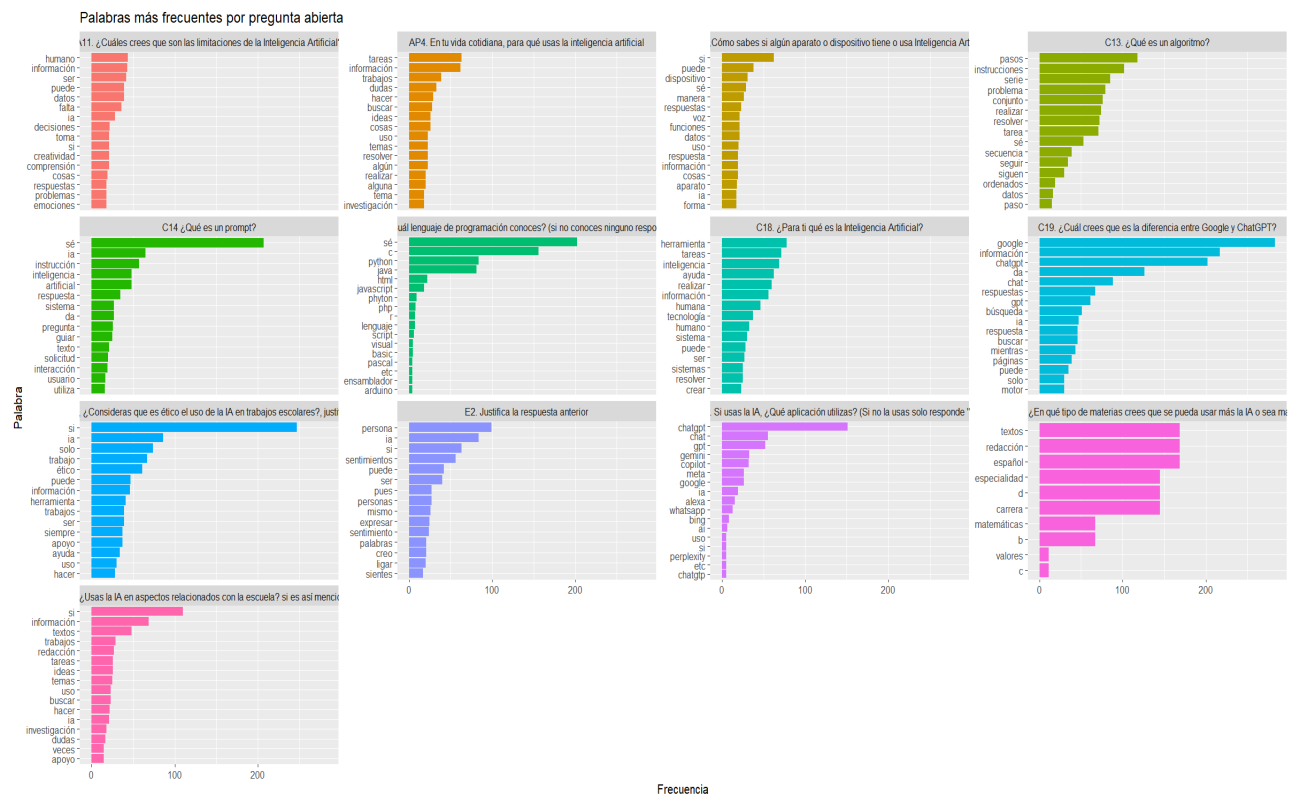 Palabras más frecuentes por pregunta abierta
A11. ¿Cuáles crees que son las limitaciones de la Inteligencia Artificial?
humano
información
ser
puede
datos
falta
ia
decisiones
toma
si
creatividad
comprensión
cosas
respuestas
problemas
emociones
AP4. En tu vida cotidiana, para qué usas la inteligencia artificial
tareas
información
trabajos
dudas
hacer
buscar
ideas
cosas
uso
temas
resolver
algún
realizar
alguna
tema
investigación
Cómo sabes si algún aparato o dispositivo tiene o usa Inteligencia Art
si
puede
dispositivo
sé
manera
respuestas
voz
funciones
datos
uso
respuesta
información
cosas
aparato
ia
forma
C13. ¿Qué es un algoritmo?
pasos
instrucciones
serie
problema
conjunto
realizar
resolver
tarea
sé
secuencia
seguir
siguen
ordenados
datos
paso
C14 ¿Qué es un prompt?
sé
ia
instrucción
inteligencia
artificial
respuesta
sistema
da
pregunta
guiar
texto
solicitud
interacción
usuario
utiliza
uál lenguaje de programación conoces? (si no conoces ninguno respo
sé
c
python
java
html
javascript
phyton
php
r
lenguaje
script
visual
basic
pascal
etc
ensamblador
arduino
C18. ¿Para ti qué es la Inteligencia Artificial?
herramienta
tareas
inteligencia
ayuda
realizar
información
humana
tecnología
humano
sistema
puede
ser
sistemas
resolver
crear
C19. ¿Cuál crees que es la diferencia entre Google y ChatGPT?
google
información
chatgpt
da
chat
respuestas
gpt
búsqueda
ia
respuesta
buscar
mientras
páginas
puede
solo
motor
. ¿Consideras que es ético el uso de la IA en trabajos escolares?, justi
si
ia
solo
trabajo
ético
puede
información
herramienta
trabajos
ser
siempre
apoyo
ayuda
uso
hacer
E2. Justifica la respuesta anterior
persona
ia
si
sentimientos
puede
ser
pues
personas
mismo
expresar
sentimiento
palabras
creo
ligar
sientes
0 100 200
. Si usas la IA, ¿Qué aplicación utilizas? (Si no la usas solo responde "
chatgpt
chat
gpt
gemini
copilot
meta
google
ia
alexa
whatsapp
bing
ai
uso
si
perplexity
etc
chatgtp
0 100 200
¿En qué tipo de materias crees que se pueda usar más la IA o sea má
textos
redacción
español
especialidad
d
carrera
matemáticas
b
valores
c
0 100 200
¿Usas la IA en aspectos relacionados con la escuela? si es así mencio
si
información
textos
trabajos
redacción
tareas
ideas
temas
uso
buscar
hacer
ia
investigación
dudas
veces
apoyo
0 100 200
Palabra
Frecuencia